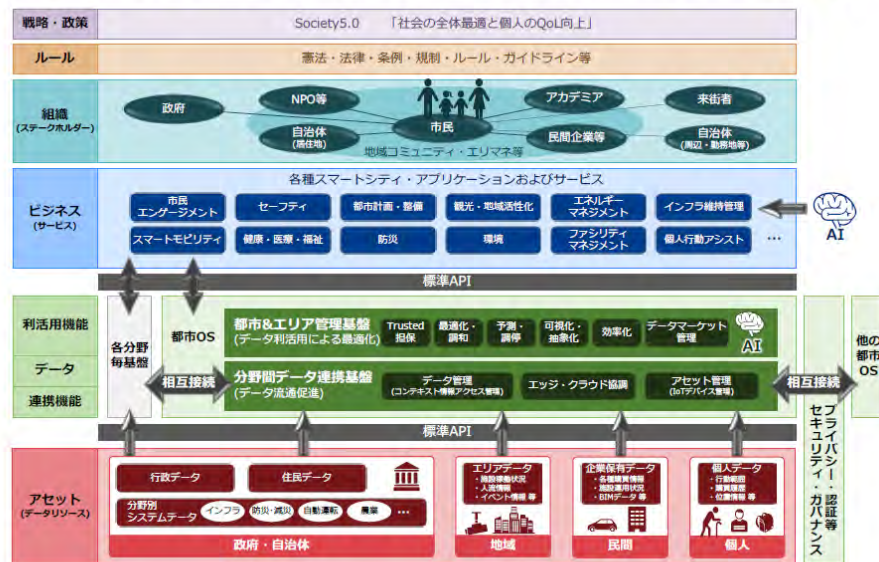 戦略・政策
Society5.0 「社会の全体最適と個人のQoL向上」
ルール
憲法・法律・条例・規制・ルール・ガイドライン等
組織
(ステークホルダー)
政府
NPO等
アカデミア
来街者
市民
自治体
(居住地)
民間企業等
自治体
(周辺・勤務地等)
地域コミュニティ・エリマネ等
ビジネス
(サービス)
各種スマートシティ・アプリケーションおよびサービス
市民
エンゲージメント
セーフティ
都市計画・整備
観光・地域活性化
エネルギー
マネジメント
インフラ維持管理
スマートモビリティ
健康・医療・福祉
防災
環境
ファシリティ
マネジメント
個人行動アシスト
…
AI
標準API
利活用機能
データ
連携機能
各分野
毎基盤
都市OS
都市&エリア管理基盤
(データ利活用による最適化)
Trusted
担保
最適化・
調和
予測・
調停
可視化・
抽象化
効率化
データマーケット
管理
AI
相互接続
分野間データ連携基盤
(データ流通促進)
データ管理
(コンテキスト情報アクセス管理)
エッジ・クラウド協調
アセット管理
(IoTデバイス管理)
相互接続
他の
都市
OS
プライバシー・認証等
セキュリティ・ガバナンス
標準API
アセット
(データリソース)
行政データ
住民データ
分野別
システムデータ
インフラ
防災・減災
自動運転
農業
…
政府・自治体
エリアデータ
・施設稼働状況
・人流情報
・イベント情報 等
地域
企業保有データ
・各種購買情報
・施設運用状況
・BIMデータ 等
民間
個人データ
・行動範囲
・購買履歴
・位置情報 等
個人